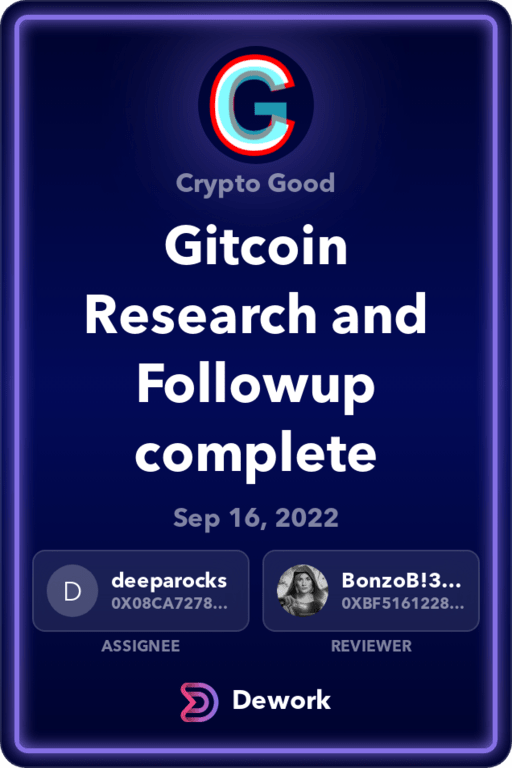 G
Crypto Good
Gitcoin
Research and
Followup
complete
Sep 16, 2022
D
deeparocks
0X08CA7278...
BonzoB!3...
0XBF5161228...
ASSIGNEE
REVIEWER
Dework